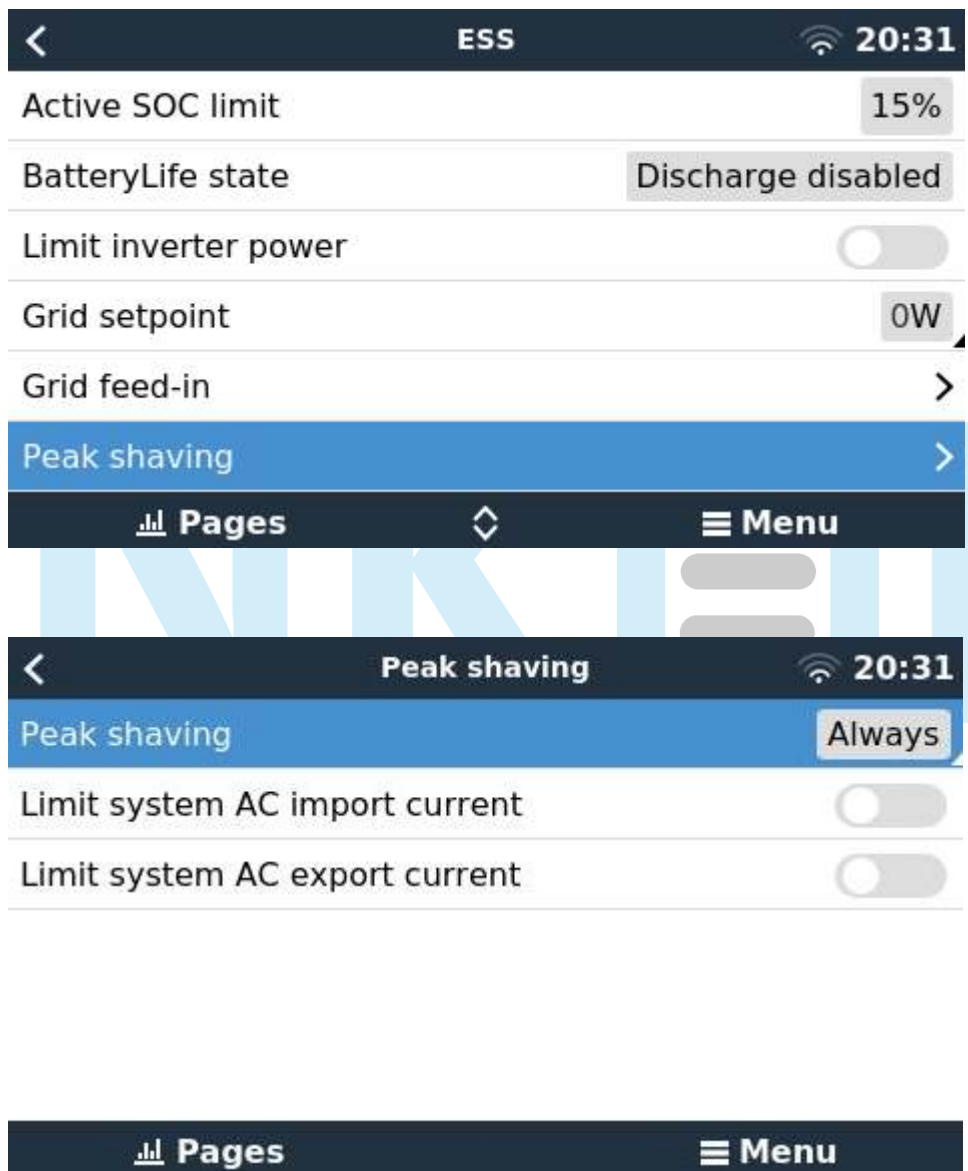 ESS 20:31
Active SOC limit 15%
BatteryLife state Discharge disabled
Limit inverter power
Grid setpoint 0W
Grid feed-in
Peak shaving
Pages Menu
Peak shaving 20:31
Peak shaving Always
Limit system AC import current
Limit system AC export current
Pages Menu